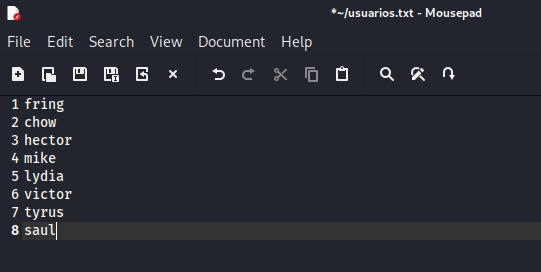 *~/usuarios.txt - Mousepad
File Edit Search View Document Help
1 fring
2 chow
3 hector
4 mike
5 lydia
6 victor
7 tyrus
8 saul